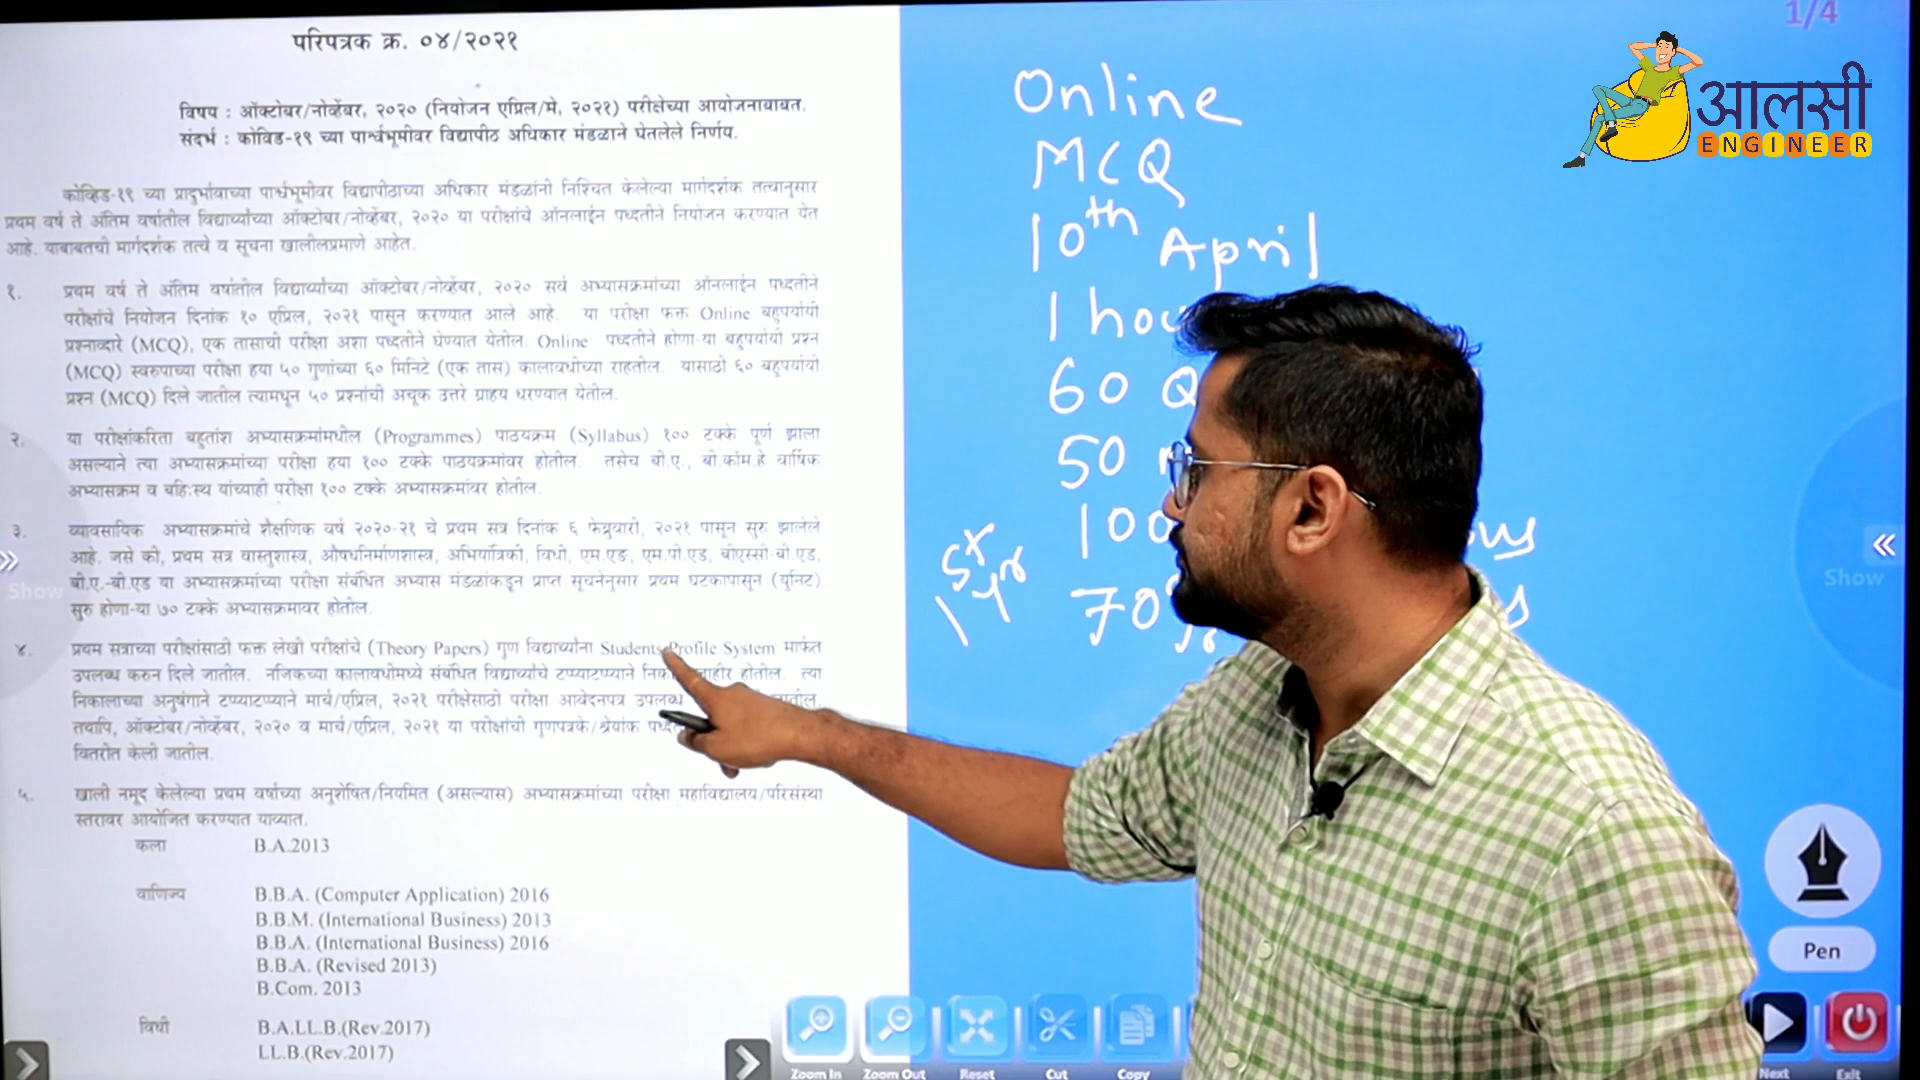 परिपत्रक क्र. ०४/२०२१
विषय : ऑक्टोबर/नोव्हेंबर, २०२० (नियोजन एप्रिल/मे, २०२१) परीक्षेच्या आयोजनाबाबत.
संदर्भ : कोविड-१९ च्या पार्श्वभूमीवर विद्यापीठ अधिकार मंडळाने घेतलेले निर्णय.
कोव्हिड-१९ च्या प्रादुर्भावाच्या पार्श्वभूमीवर विद्यापीठाच्या अधिकार मंडळांनी निश्चित केलेल्या मार्गदर्शक तत्वानुसार
प्रथम वर्ष ते अंतिम वर्षातील विद्यार्थ्यांच्या ऑक्टोबर/नोव्हेंबर, २०२० या परीक्षांचे ऑनलाईन पध्दतीने नियोजन करण्यात येत
आहे. याबाबतची मार्गदर्शक तत्वे व सूचना खालीलप्रमाणे आहेत.
१. प्रथम वर्ष ते अंतिम वर्षातील विद्यार्थ्यांच्या ऑक्टोबर/नोव्हेंबर, २०२० सर्व अभ्यासक्रमांच्या ऑनलाईन पध्दतीने
परीक्षांचे नियोजन दिनांक १० एप्रिल, २०२१ पासून करण्यात आले आहे. या परीक्षा फक्त Online बहुपर्यायी
प्रश्नाव्दारे (MCQ), एक तासाची परीक्षा अशा पध्दतीने घेण्यात येतील. Online पध्दतीने होणा-या बहुपर्यायी प्रश्न
(MCQ) स्वरुपाच्या परीक्षा हया ५० गुणांच्या ६० मिनिटे (एक तास) कालावधीच्या राहतील. यासाठी ६० बहुपर्यायी
प्रश्न (MCQ) दिले जातील त्यामधून ५० प्रश्नांची अचूक उत्तरे ग्राहय धरण्यात येतील.
२. या परीक्षांकरिता बहुतांश अभ्यासक्रमांमधील (Programmes) पाठयक्रम (Syllabus) १०० टक्के पूर्ण झाला
असल्याने त्या अभ्यासक्रमांच्या परीक्षा हया १०० टक्के पाठयक्रमांवर होतील. तसेच बी.ए., बी.कॉम.हे वार्षिक
अभ्यासक्रम व बहि:स्थ यांच्याही परीक्षा १०० टक्के अभ्यासक्रमांवर होतील.
३. व्यावसायिक अभ्यासक्रमांचे शैक्षणिक वर्ष २०२०-२१ चे प्रथम सत्र दिनांक ६ फेब्रुवारी, २०२१ पासून सुरु झालेले
आहे. जसे की, प्रथम सत्र वास्तुशास्त्र, औषधनिर्माणशास्त्र, अभियांत्रिकी, विधी, एम.एड, एम.पी.एड, बीएससी-बी.एड,
बी.ए.-बी.एड या अभ्यासक्रमांच्या परीक्षा संबंधित अभ्यास मंडळांकडून प्राप्त सूचनेनुसार प्रथम घटकापासून (युनिट)
सुरु होणा-या ७० टक्के अभ्यासक्रमावर होतील.
४. प्रथम सत्राच्या परीक्षांसाठी फक्त लेखी परीक्षांचे (Theory Papers) गुण विद्यार्थ्यांना Students Profile System मार्फत
उपलब्ध करुन दिले जातील. नजिकच्या कालावधीमध्ये संबंधित विद्यार्थ्यांचे टप्प्याटप्प्याने होतील. त्या
निकालाच्या अनुषंगाने टप्प्याटप्प्याने मार्च/एप्रिल, २०२१ परीक्षेसाठी परीक्षा आवेदनपत्र उपलब्ध
तथापि, ऑक्टोबर/नोव्हेंबर, २०२० व मार्च/एप्रिल, २०२१ या परीक्षांची गुणपत्रके/श्रेयांक
वितरीत केली जातील.
५. खाली नमूद केलेल्या प्रथम वर्षाच्या अनुशेषित/नियमित (असल्यास) अभ्यासक्रमांच्या परीक्षा महाविद्यालय/परिसंस्था
स्तरावर आयोजित करण्यात याव्यात.
कला B.A.2013
वाणिज्य B.B.A. (Computer Application) 2016
B.B.M. (International Business) 2013
B.B.A. (International Business) 2016
B.B.A. (Revised 2013)
B.Com. 2013
विधी B.A.LL.B.(Rev.2017)
LL.B.(Rev.2017)
1/4
आलसी
ENGINEER
Online
MCQ
10th April
1 hou
60 Q
50
100
1st yr 70
Show
Show
Pen
Zoom In Zoom Out Reset Cut Copy Next Exit